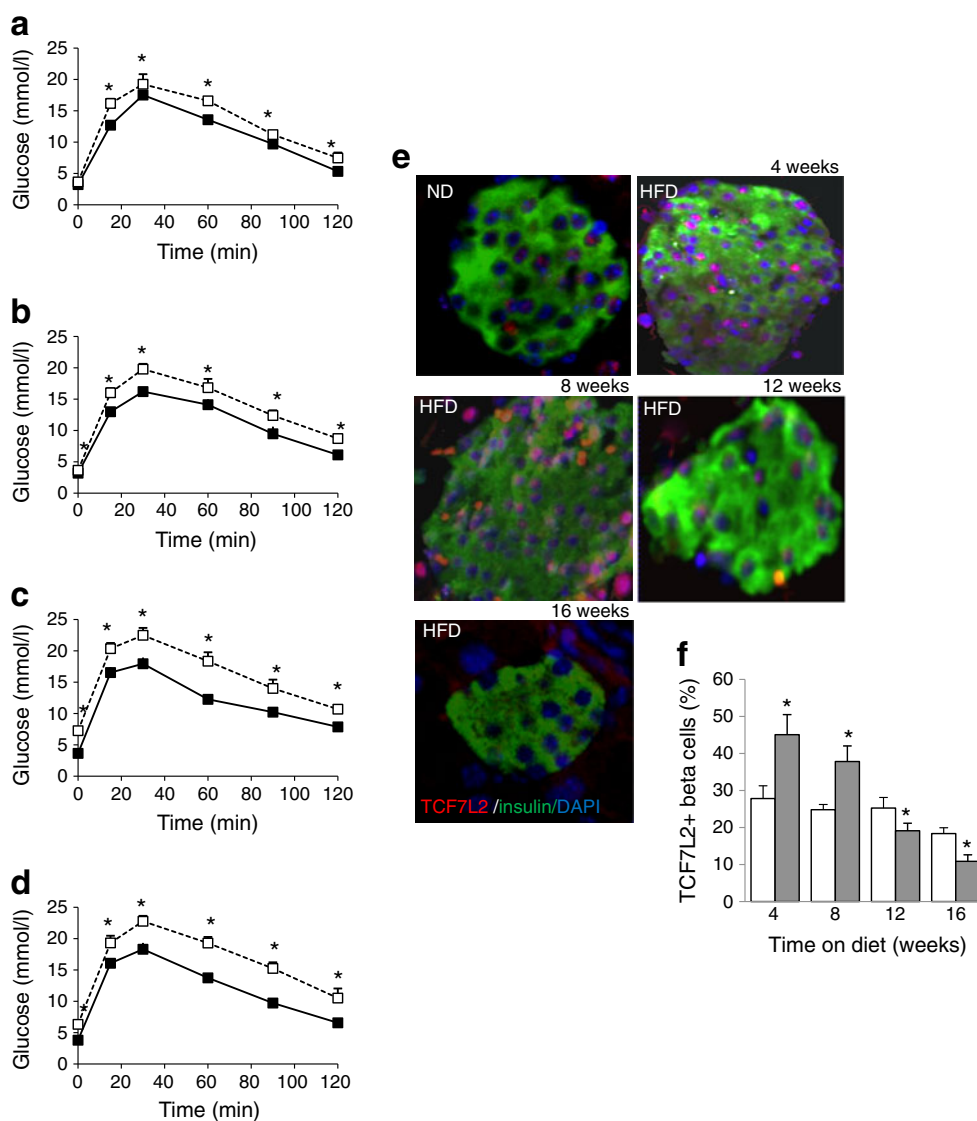 a
Glucose (mmol/l)
25
20
15
10
5
0
* * * * *
0 20 40 60 80 100 120
Time (min)
b
Glucose (mmol/l)
25
20
15
10
5
0
* * * * * *
0 20 40 60 80 100 120
Time (min)
c
Glucose (mmol/l)
25
20
15
10
5
0
* * * * * *
0 20 40 60 80 100 120
Time (min)
d
Glucose (mmol/l)
25
20
15
10
5
0
* * * * * *
0 20 40 60 80 100 120
Time (min)
e
4 weeks
ND
HFD
8 weeks
12 weeks
HFD
HFD
16 weeks
HFD
TCF7L2 /insulin/DAPI
f
TCF7L2+ beta cells (%)
60
50
40
30
20
10
0
* * * *
4 8 12 16
Time on diet (weeks)